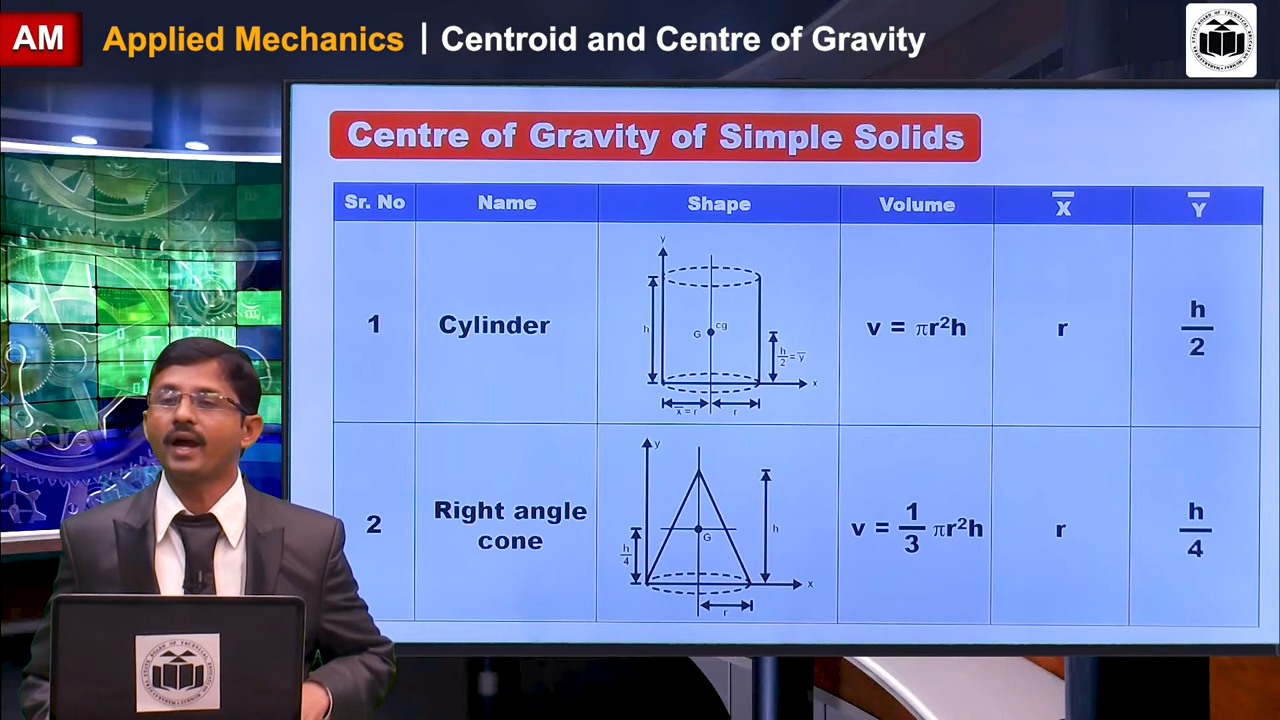 AM
Applied Mechanics | Centroid and Centre of Gravity
Centre of Gravity of Simple Solids
Sr. No Name Shape Volume X̅ Y̅
1 Cylinder v = πr²h r h/2
y
h
G cg
h/2 = y̅
x
x̅ = r r
2 Right angle cone v = 1/3 πr²h r h/4
y
h
G
h/4
x
r